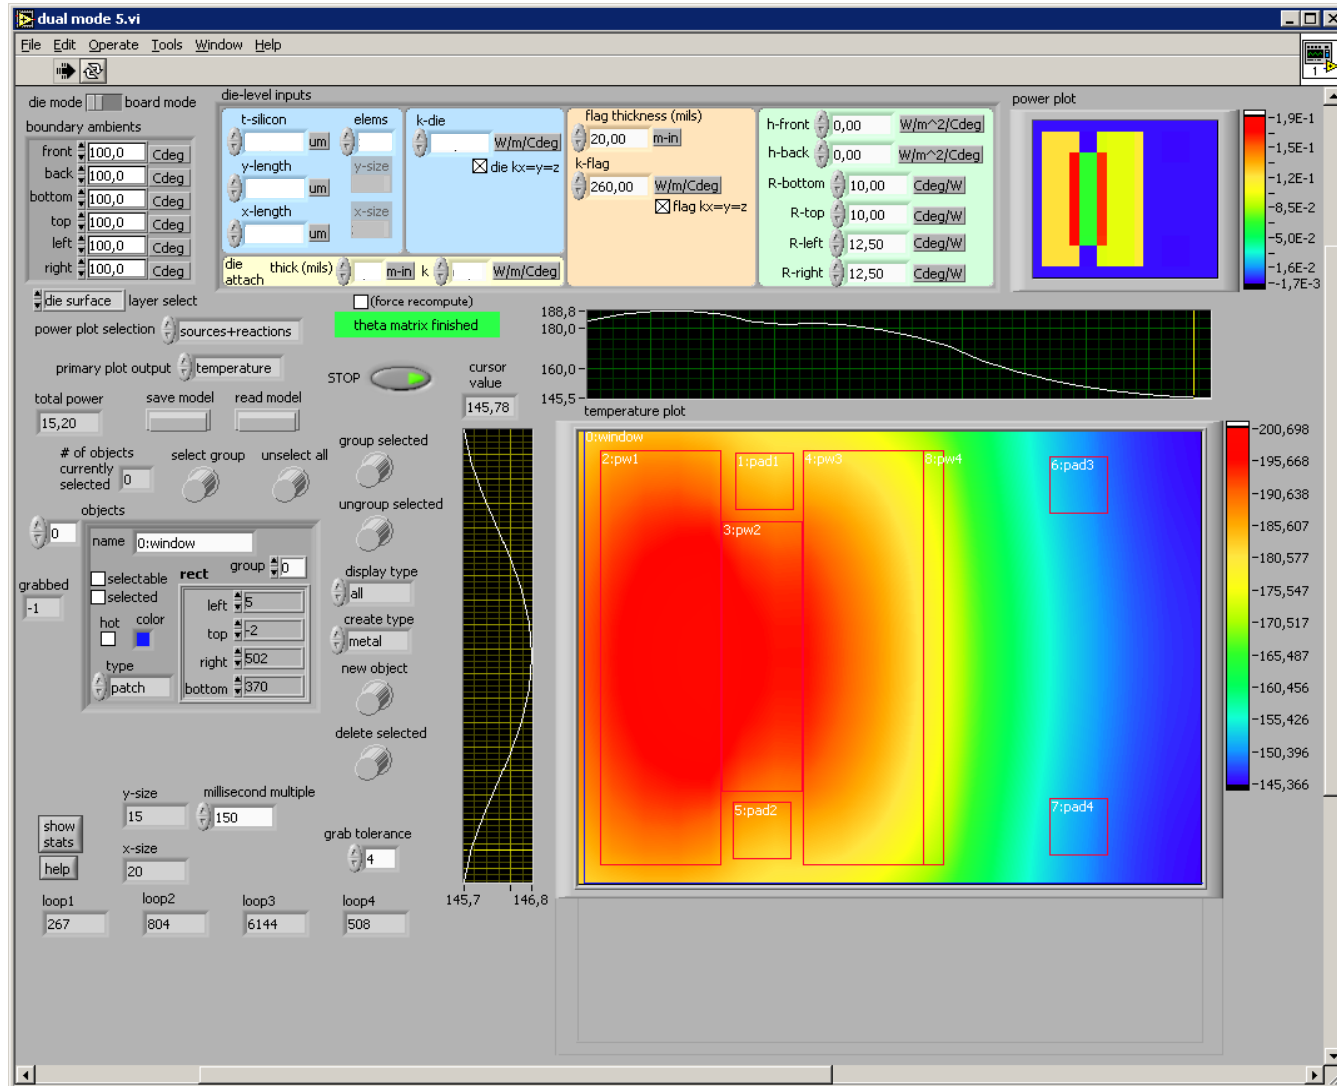 dual mode 5.vi
File Edit Operate Tools Window Help
1
die mode board mode
boundary ambients
front 100,0 Cdeg
back 100,0 Cdeg
bottom 100,0 Cdeg
top 100,0 Cdeg
left 100,0 Cdeg
right 100,0 Cdeg
die-level inputs
t-silicon elems
um
y-length y-size
um
x-length x-size
um
k-die
W/m/Cdeg
die kx=y=z
die attach thick (mils) m-in k W/m/Cdeg
flag thickness (mils)
20,00 m-in
k-flag
260,00 W/m/Cdeg
flag kx=y=z
h-front 0,00 W/m^2/Cdeg
h-back 0,00 W/m^2/Cdeg
R-bottom 10,00 Cdeg/W
R-top 10,00 Cdeg/W
R-left 12,50 Cdeg/W
R-right 12,50 Cdeg/W
power plot
-1,9E-1
-1,5E-1
-1,2E-1
-8,5E-2
-5,0E-2
-1,6E-2
-1,7E-3
die surface layer select
(force recompute)
theta matrix finished
power plot selection sources+reactions
primary plot output temperature
STOP
cursor value
145,78
188,8
180,0
160,0
145,5
total power
15,20
save model
read model
# of objects currently selected 0
select group
unselect all
group selected
ungroup selected
objects
0
name 0:window
selectable
selected
hot color
type
patch
rect
group 0
left 5
top -2
right 502
bottom 370
grabbed
-1
display type
all
create type
metal
new object
delete selected
temperature plot
0:window
2:pw1
1:pad1
4:pw3
8:pw4
6:pad3
3:pw2
5:pad2
7:pad4
-200,698
-195,668
-190,638
-185,607
-180,577
-175,547
-170,517
-165,487
-160,456
-155,426
-150,396
-145,366
145,7 146,8
show stats
help
y-size
15
millisecond multiple
150
x-size
20
grab tolerance
4
loop1
267
loop2
804
loop3
6144
loop4
508